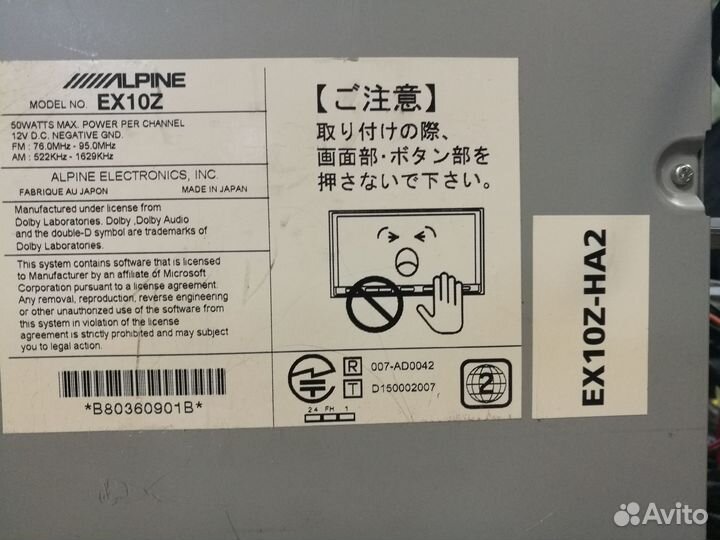 ALPINE
MODEL NO. EX10Z
50WATTS MAX. POWER PER CHANNEL
12V D.C. NEGATIVE GND.
FM : 76.0MHz - 95.0MHz
AM : 522KHz - 1629KHz
ALPINE ELECTRONICS, INC.
FABRIQUE AU JAPON MADE IN JAPAN
Manufactured under license from
Dolby Laboratories. Dolby ,Dolby Audio
and the double-D symbol are trademarks of
Dolby Laboratories.
This system contains software that is licensed
to Manufacturer by an affiliate of Microsoft
Corporation pursuant to a license agreement.
Any removal, reproduction, reverse engineering
or other unauthorized use of the software from
this system in violation of the license
agreement is strictly prohibited and may subject
you to legal action.
*B80360901B*
【ご注意】
取り付けの際、
画面部・ボタン部を
押さないで下さい。
R 007-AD0042
T D150002007
2.4 FH 1
2
EX10Z-HA2
Avito